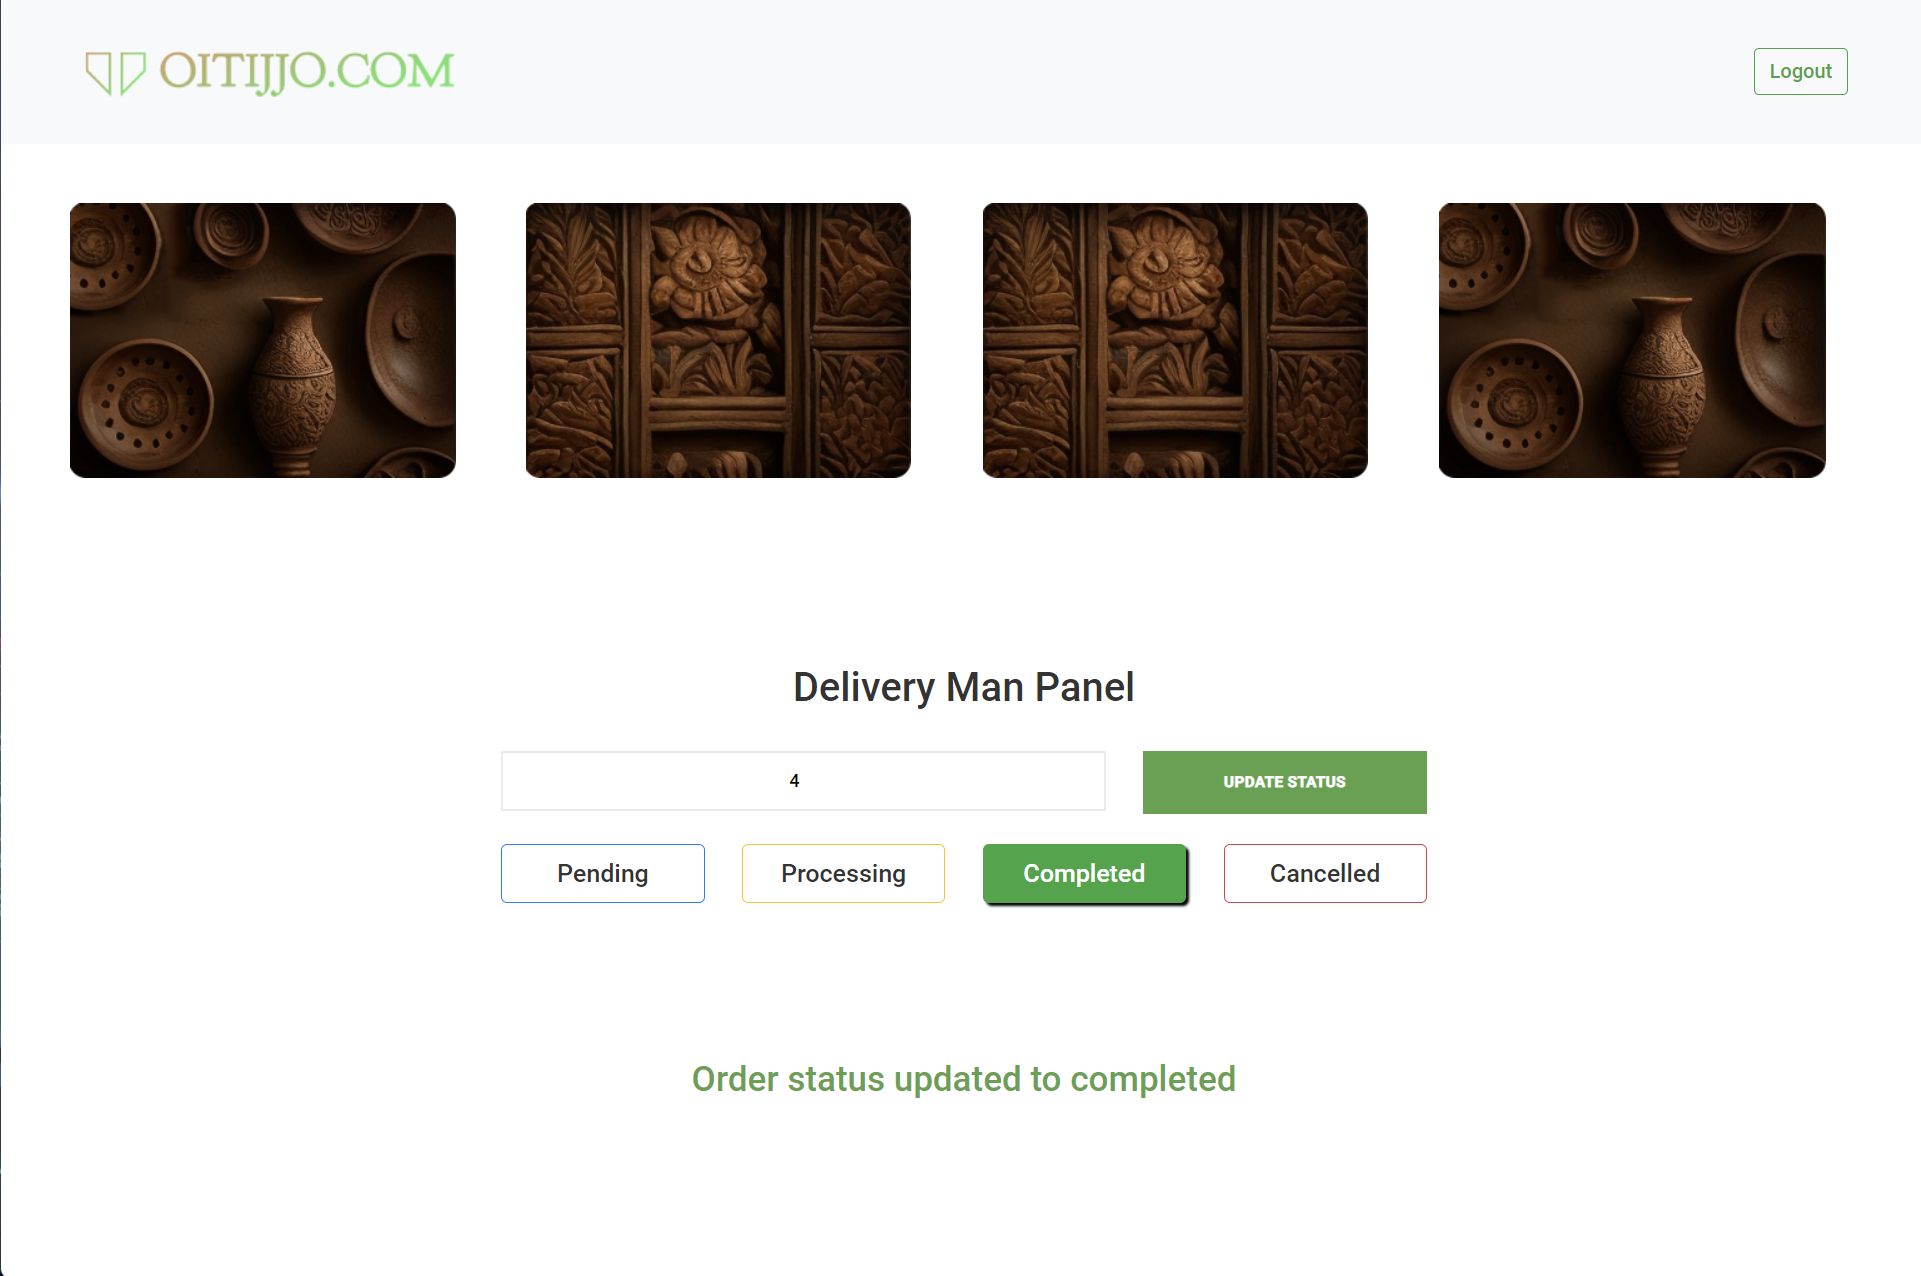 OITIJJO.COM
Logout
Delivery Man Panel
4
UPDATE STATUS
Pending
Processing
Completed
Cancelled
Order status updated to completed